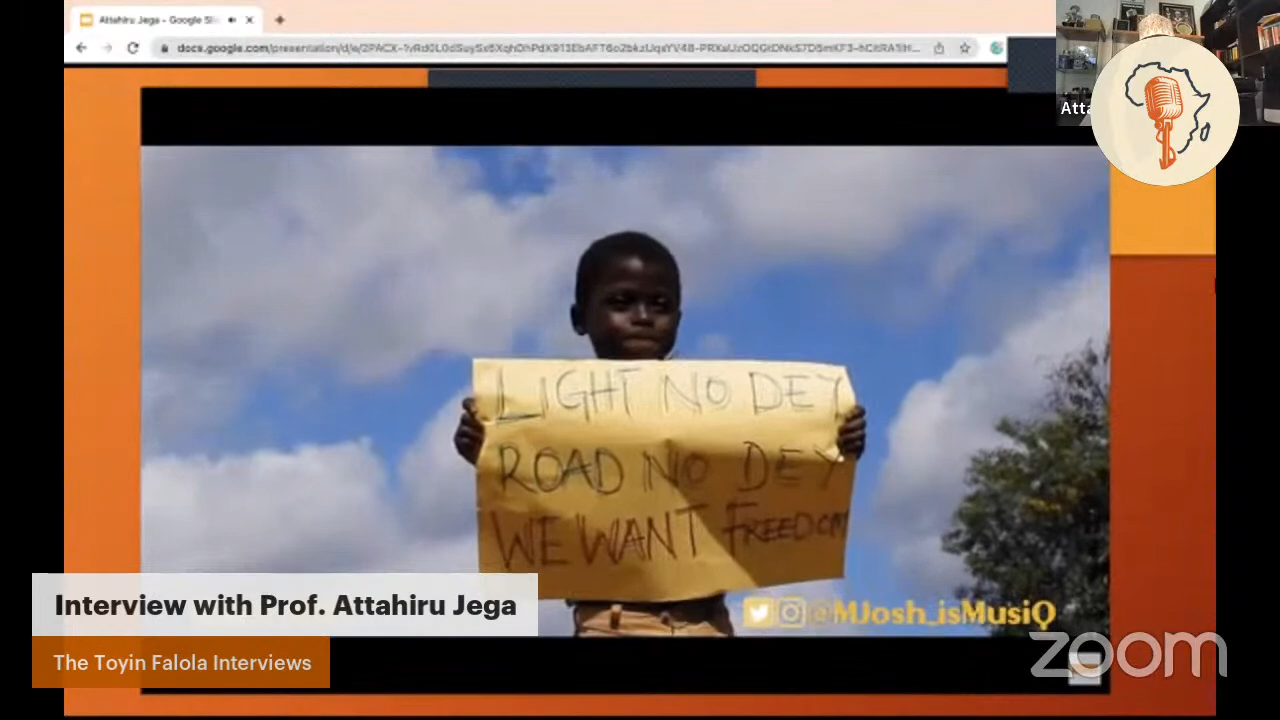 Attahiru Jega - Google Sli
Atta
LIGHT NO DEY
ROAD NO DEY
WE WANT FREEDOM
@MJosh_isMusiQ
Interview with Prof. Attahiru Jega
The Toyin Falola Interviews
zoom